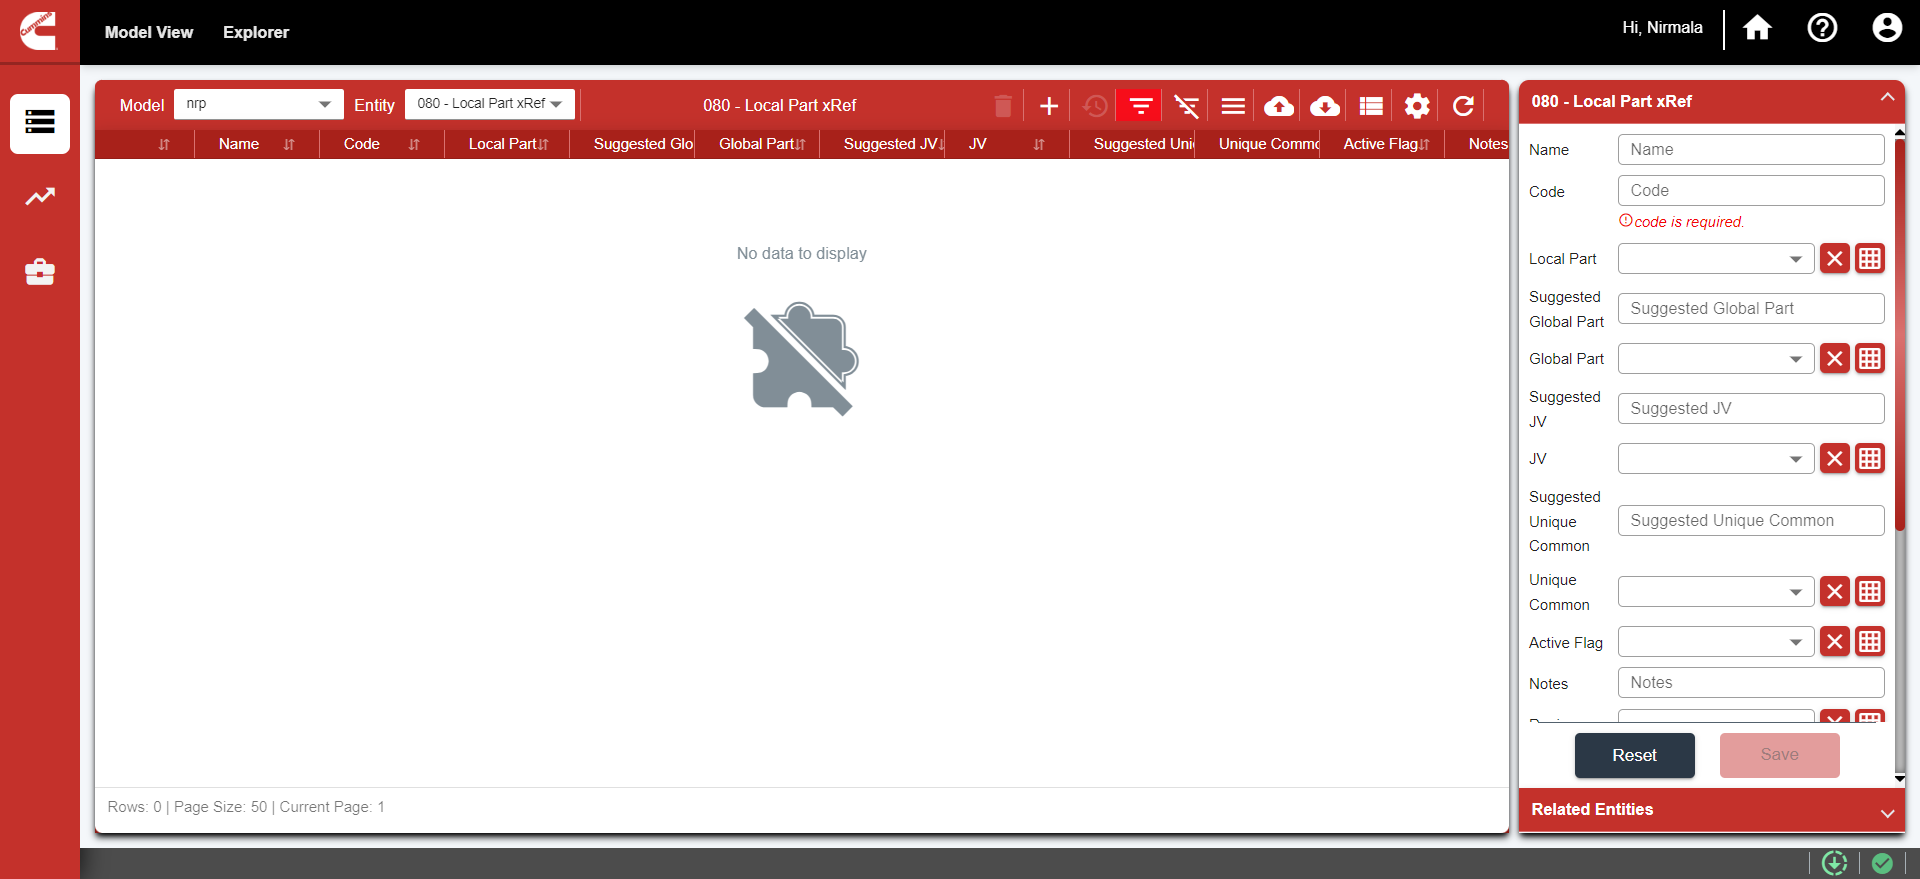 Cummins
Model View
Explorer
Hi, Nirmala
Model
nrp
Entity
080 - Local Part xRef
080 - Local Part xRef
Name
Code
Local Part
Suggested Glo
Global Part
Suggested JV
JV
Suggested Uni
Unique Commo
Active Flag
Notes
No data to display
Rows: 0 | Page Size: 50 | Current Page: 1
080 - Local Part xRef
Name
Name
Code
Code
code is required.
Local Part
Suggested
Global Part
Suggested Global Part
Global Part
Suggested
JV
Suggested JV
JV
Suggested
Unique
Common
Suggested Unique Common
Unique
Common
Active Flag
Notes
Notes
Reset
Save
Related Entities